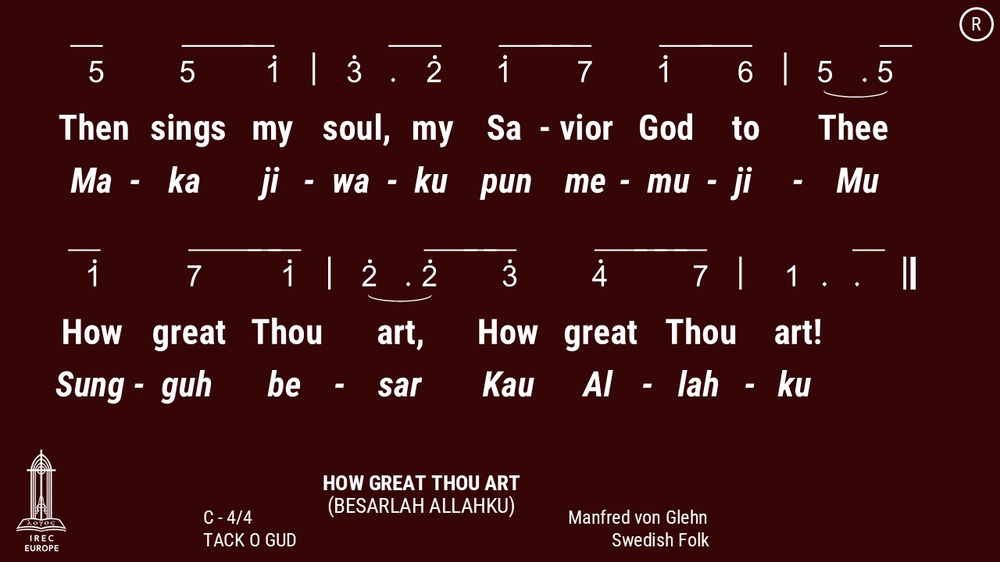 R
5 5 1̇ | 3̇ . 2̇ 1̇ 7 1̇ 6 | 5 . 5
Then sings my soul, my Sa - vior God to Thee
Ma - ka ji - wa - ku pun me - mu - ji - Mu
1̇ 7 1̇ | 2̇ . 2̇ 3̇ 4̇ 7 | 1 . .
How great Thou art, How great Thou art!
Sung - guh be - sar Kau Al - lah - ku
HOW GREAT THOU ART
(BESARLAH ALLAHKU)
C - 4/4
TACK O GUD
Manfred von Glehn
Swedish Folk
λογος
IREC
EUROPE